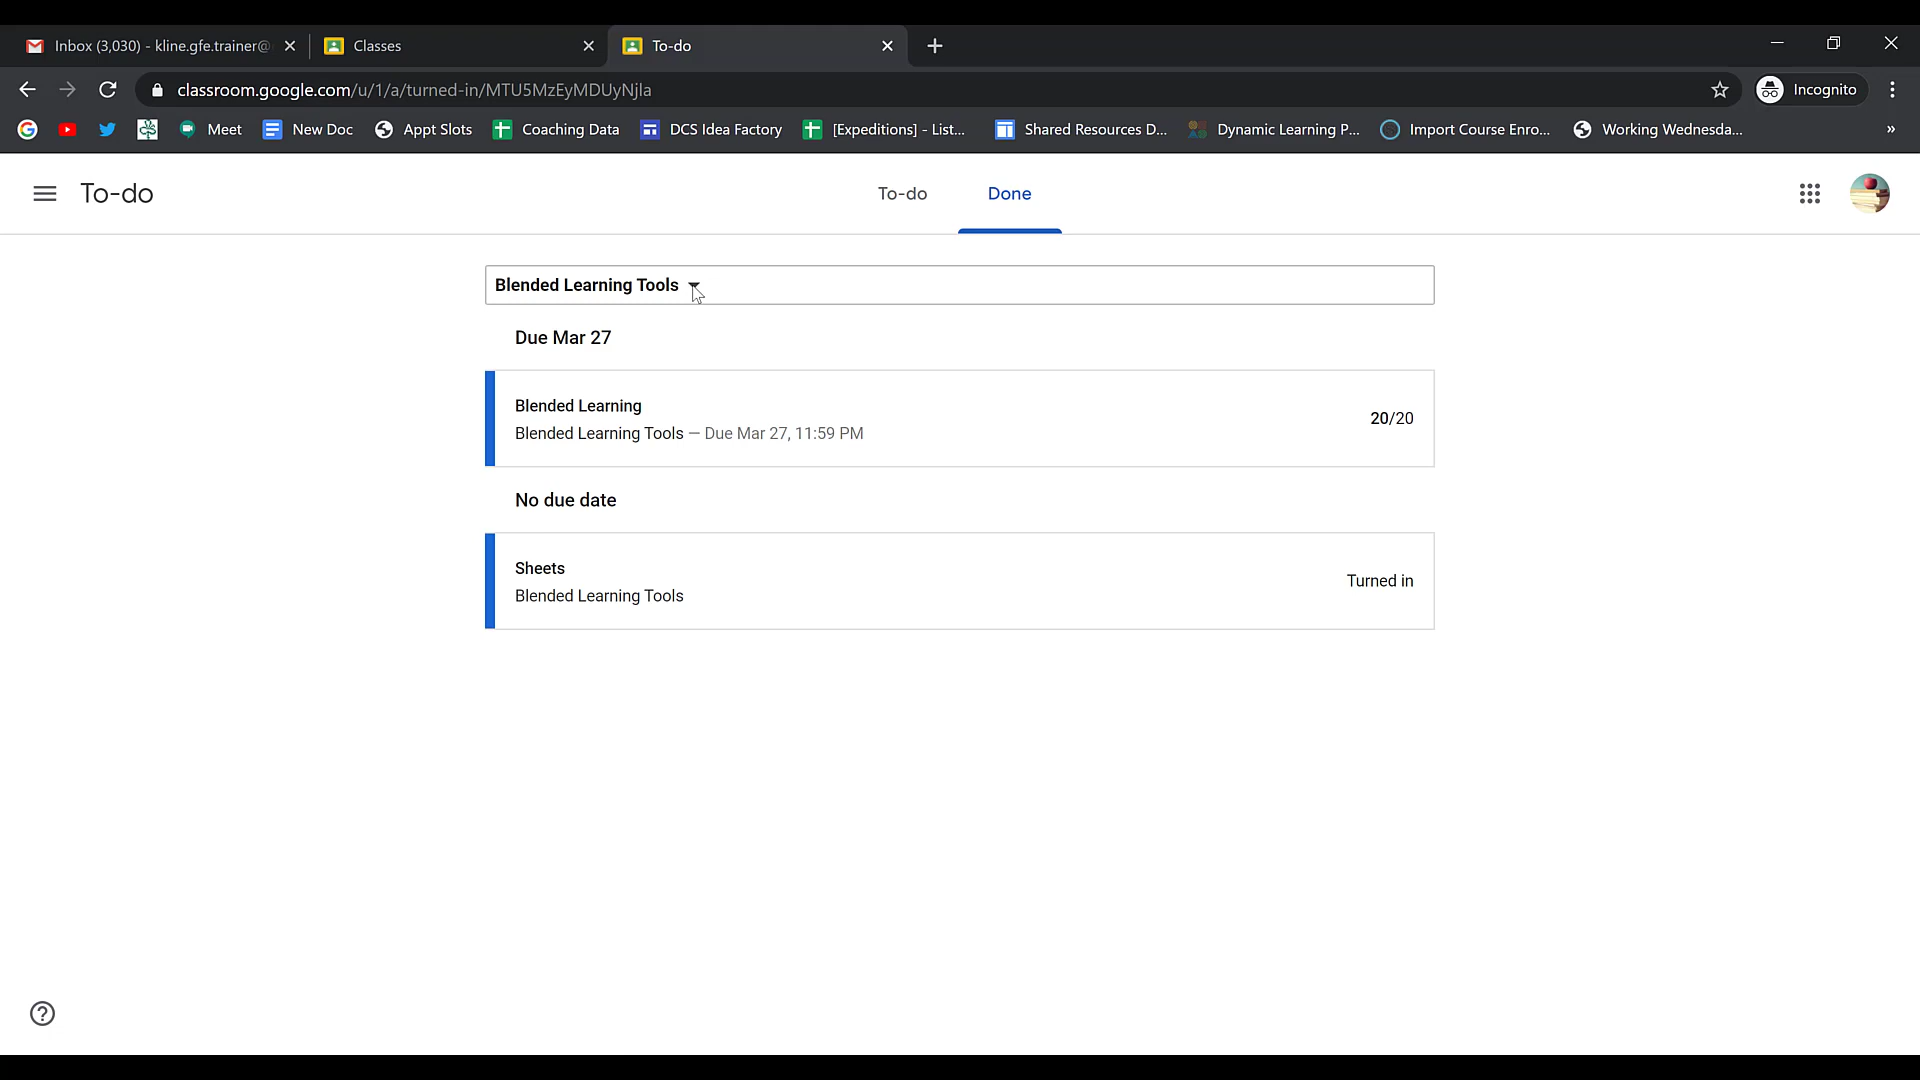 Inbox (3,030) - kline.gfe.trainer@
Classes
To-do
classroom.google.com/u/1/a/turned-in/MTU5MzEyMDUyNjla
Incognito
Meet
New Doc
Appt Slots
Coaching Data
DCS Idea Factory
[Expeditions] - List...
Shared Resources D...
Dynamic Learning P...
Import Course Enro...
Working Wednesda...
»
To-do
To-do
Done
Blended Learning Tools
Due Mar 27
Blended Learning
Blended Learning Tools — Due Mar 27, 11:59 PM
20/20
No due date
Sheets
Blended Learning Tools
Turned in